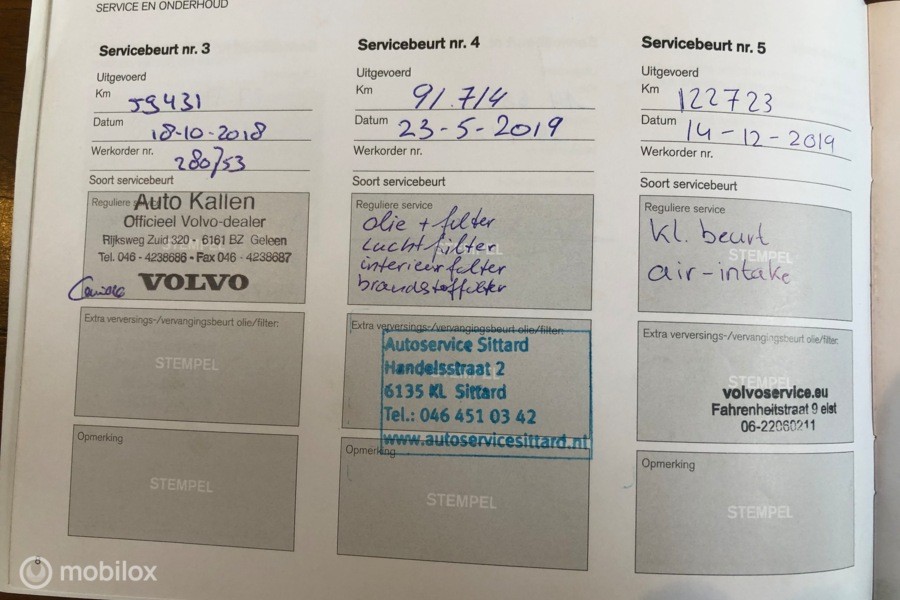 SERVICE EN ONDERHOUD
Servicebeurt nr. 3
Uitgevoerd
Km 59431
Datum 18-10-2018
Werkorder nr. 280753
Soort servicebeurt
Reguliere
Auto Kallen
Officieel Volvo-dealer
Rijksweg Zuid 320 - 6161 BZ Geleen
Tel. 046 - 4238686 • Fax 046 - 4238687
VOLVO
Extra verversings-/vervangingsbeurt olie/filter:
STEMPEL
Opmerking
STEMPEL
Servicebeurt nr. 4
Uitgevoerd
Km 91.714
Datum 23-5-2019
Werkorder nr.
Soort servicebeurt
Reguliere service
olie + filter
luchtfilter
interieurfilter
brandstoffilter
Extra verversings-/vervangingsbeurt olie/filter:
Autoservice Sittard
Handelsstraat 2
6135 KL Sittard
Tel.: 046 451 03 42
www.autoservicesittard.nl
Opmerking
STEMPEL
Servicebeurt nr. 5
Uitgevoerd
Km 122723
Datum 14-12-2019
Werkorder nr.
Soort servicebeurt
Reguliere service
STEMPEL
kl. beurt
air-intake
Extra verversings-/vervangingsbeurt olie/filter:
STEMPEL
volvoservice.eu
Fahrenheitstraat 9 elst
06-22060211
Opmerking
STEMPEL
mobilox